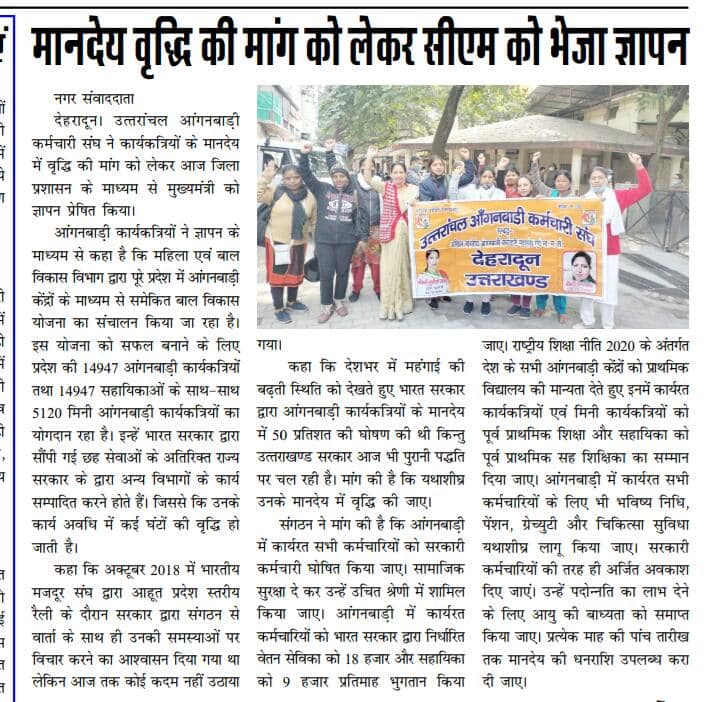 मानदेय वृद्धि की मांग को लेकर सीएम को भेजा ज्ञापन
नगर संवाददाता
देहरादून। उत्तरांचल आंगनबाड़ी
कर्मचारी संघ ने कार्यकत्रियों के मानदेय
में वृद्धि की मांग को लेकर आज जिला
प्रशासन के माध्यम से मुख्यमंत्री को
ज्ञापन प्रेषित किया।
आंगनबाड़ी कार्यकत्रियों ने ज्ञापन के
माध्यम से कहा है कि महिला एवं बाल
विकास विभाग द्वारा पूरे प्रदेश में आंगनबाड़ी
केंद्रों के माध्यम से समेकित बाल विकास
योजना का संचालन किया जा रहा है।
इस योजना को सफल बनाने के लिए
प्रदेश की 14947 आंगनबाड़ी कार्यकत्रियों
तथा 14947 सहायिकाओं के साथ-साथ
5120 मिनी आंगनबाड़ी कार्यकत्रियों का
योगदान रहा है। इन्हें भारत सरकार द्वारा
सौंपी गई छह सेवाओं के अतिरिक्त राज्य
सरकार के द्वारा अन्य विभागों के कार्य
सम्पादित करने होते हैं। जिससे कि उनके
कार्य अवधि में कई घंटों की वृद्धि हो
जाती है।
कहा कि अक्टूबर 2018 में भारतीय
मजदूर संघ द्वारा आहूत प्रदेश स्तरीय
रैली के दौरान सरकार द्वारा संगठन से
वार्ता के साथ ही उनकी समस्याओं पर
विचार करने का आश्वासन दिया गया था
लेकिन आज तक कोई कदम नहीं उठाया
उत्तरांचल आँगनबाडी कर्मचारी संघ
देहरादून
उत्तराखण्ड
गया।
कहा कि देशभर में महंगाई की
बढ़ती स्थिति को देखते हुए भारत सरकार
द्वारा आंगनबाड़ी कार्यकत्रियों के मानदेय
में 50 प्रतिशत की घोषण की थी किन्तु
उत्तराखण्ड सरकार आज भी पुरानी पद्धति
पर चल रही है। मांग की है कि यथाशीघ्र
उनके मानदेय में वृद्धि की जाए।
संगठन ने मांग की है कि आंगनबाड़ी
में कार्यरत सभी कर्मचारियों को सरकारी
कर्मचारी घोषित किया जाए। सामाजिक
सुरक्षा दे कर उन्हें उचित श्रेणी में शामिल
किया जाए। आंगनबाड़ी में कार्यरत
कर्मचारियों को भारत सरकार द्वारा निर्धारित
वेतन सेविका को 18 हजार और सहायिका
को 9 हजार प्रतिमाह भुगतान किया
जाए। राष्ट्रीय शिक्षा नीति 2020 के अंतर्गत
देश के सभी आंगनबाड़ी केंद्रों को प्राथमिक
विद्यालय की मान्यता देते हुए इनमें कार्यरत
कार्यकत्रियों एवं मिनी कार्यकत्रियों को
पूर्व प्राथमिक शिक्षा और सहायिका को
पूर्व प्राथमिक सह शिक्षिका का सम्मान
दिया जाए। आंगनबाड़ी में कार्यरत सभी
कर्मचारियों के लिए भी भविष्य निधि,
पेंशन, ग्रेच्युटी और चिकित्सा सुविधा
यथाशीघ्र लागू किया जाए। सरकारी
कर्मचारियों की तरह ही अर्जित अवकाश
दिए जाएं। उन्हें पदोन्नति का लाभ देने
के लिए आयु की बाध्यता को समाप्त
किया जाए। प्रत्येक माह की पांच तारीख
तक मानदेय की धनराशि उपलब्ध करा
दी जाए।